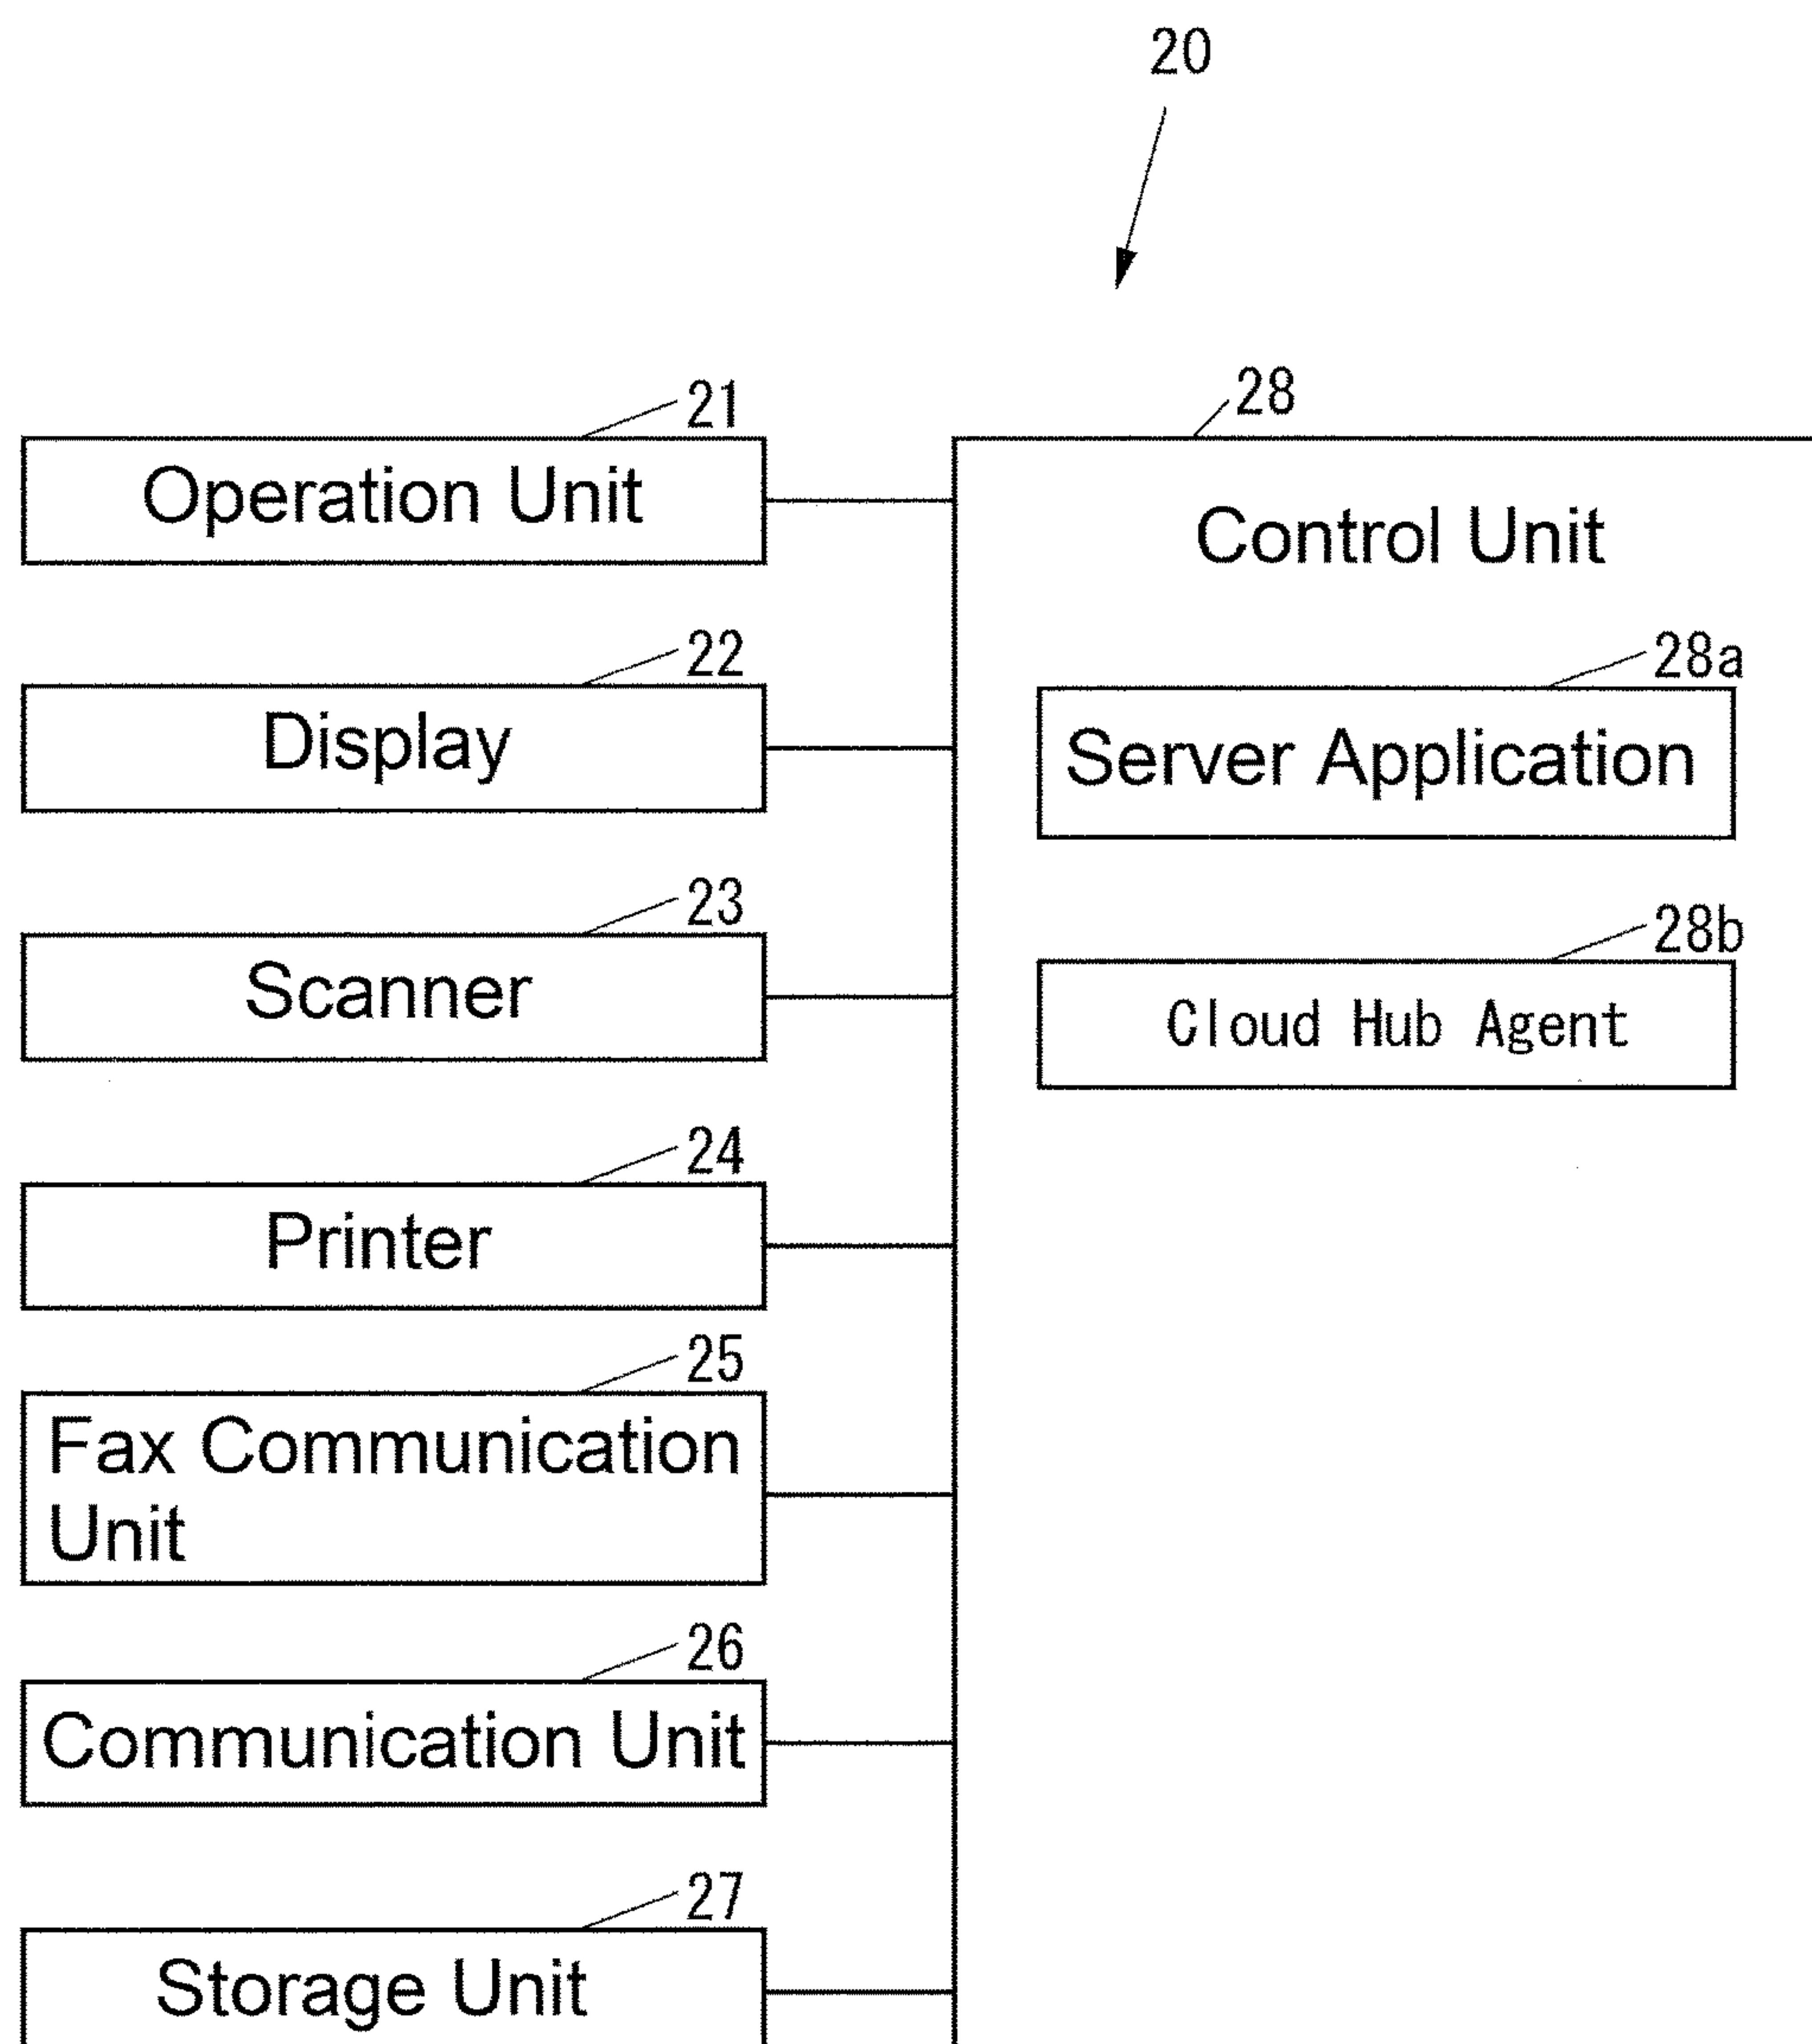 20
21
Operation Unit
22
Display
23
Scanner
24
Printer
25
Fax Communication
Unit
26
Communication Unit
27
Storage Unit
28
Control Unit
28a
Server Application
28b
Cloud Hub Agent